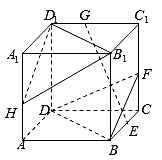 D₁ G C₁
A₁ B₁
F
H D C
E
A B